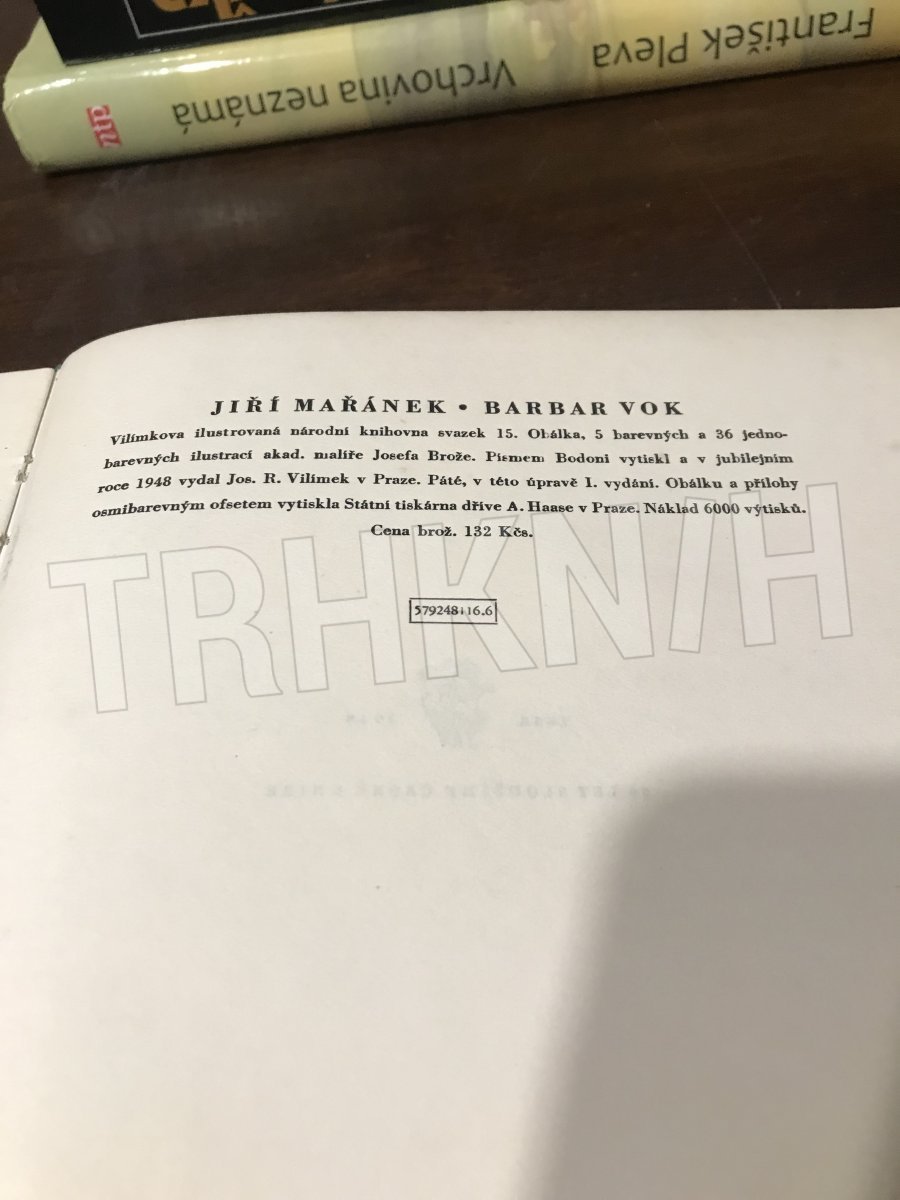 František Pleva
Vrchovina neznámá
JIŘÍ MAŘÁNEK • BARBAR VOK
Vilímkova ilustrovaná národní knihovna svazek 15. Obálka, 5 barevných a 36 jedno-
barevných ilustrací akad. malíře Josefa Brože. Písmem Bodoni vytiskl a v jubilejním
roce 1948 vydal Jos. R. Vilímek v Praze. Páté, v této úpravě I. vydání. Obálku a přílohy
osmibarevným ofsetem vytiskla Státní tiskárna dříve A. Haase v Praze. Náklad 6000 výtisků.
Cena brož. 132 Kčs.
TRHKNIH